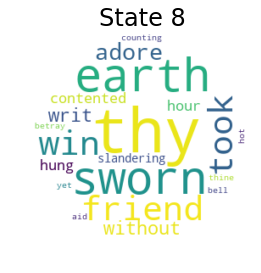 State 8
counting
adore
earth
contented
hour
writ
thy
took
win
hot
slandering
hung
betray
sworn
thine
yet
bell
friend
aid
without